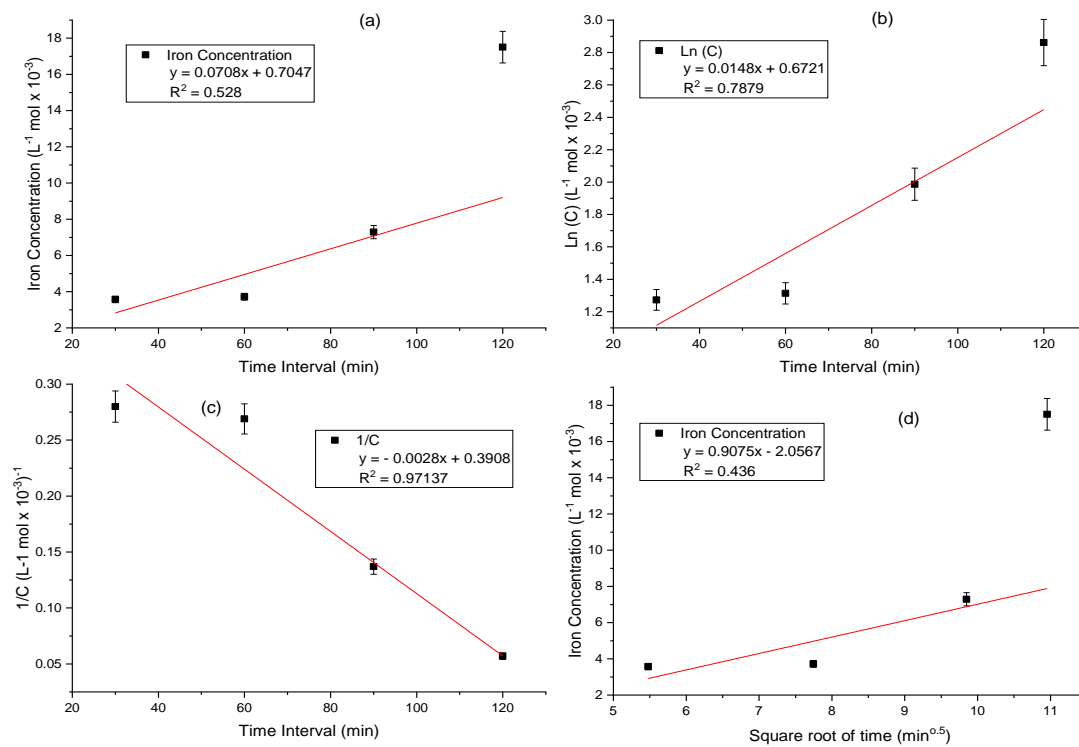 (a)
Iron Concentration
y = 0.0708x + 0.7047
R² = 0.528
Iron Concentration (L⁻¹ mol x 10⁻³)
18
16
14
12
10
8
6
4
2
20 40 60 80 100 120
Time Interval (min)
(b)
Ln (C)
y = 0.0148x + 0.6721
R² = 0.7879
Ln (C) (L⁻¹ mol x 10⁻³)
3.0
2.8
2.6
2.4
2.2
2.0
1.8
1.6
1.4
1.2
20 40 60 80 100 120
Time Interval (min)
(c)
1/C
y = - 0.0028x + 0.3908
R² = 0.97137
1/C (L-1 mol x 10⁻³)⁻¹
0.30
0.25
0.20
0.15
0.10
0.05
20 40 60 80 100 120
Time Interval (min)
(d)
Iron Concentration
y = 0.9075x - 2.0567
R² = 0.436
Iron Concentration (L⁻¹ mol x 10⁻³)
18
16
14
12
10
8
6
4
2
5 6 7 8 9 10 11
Square root of time (min⁰·⁵)